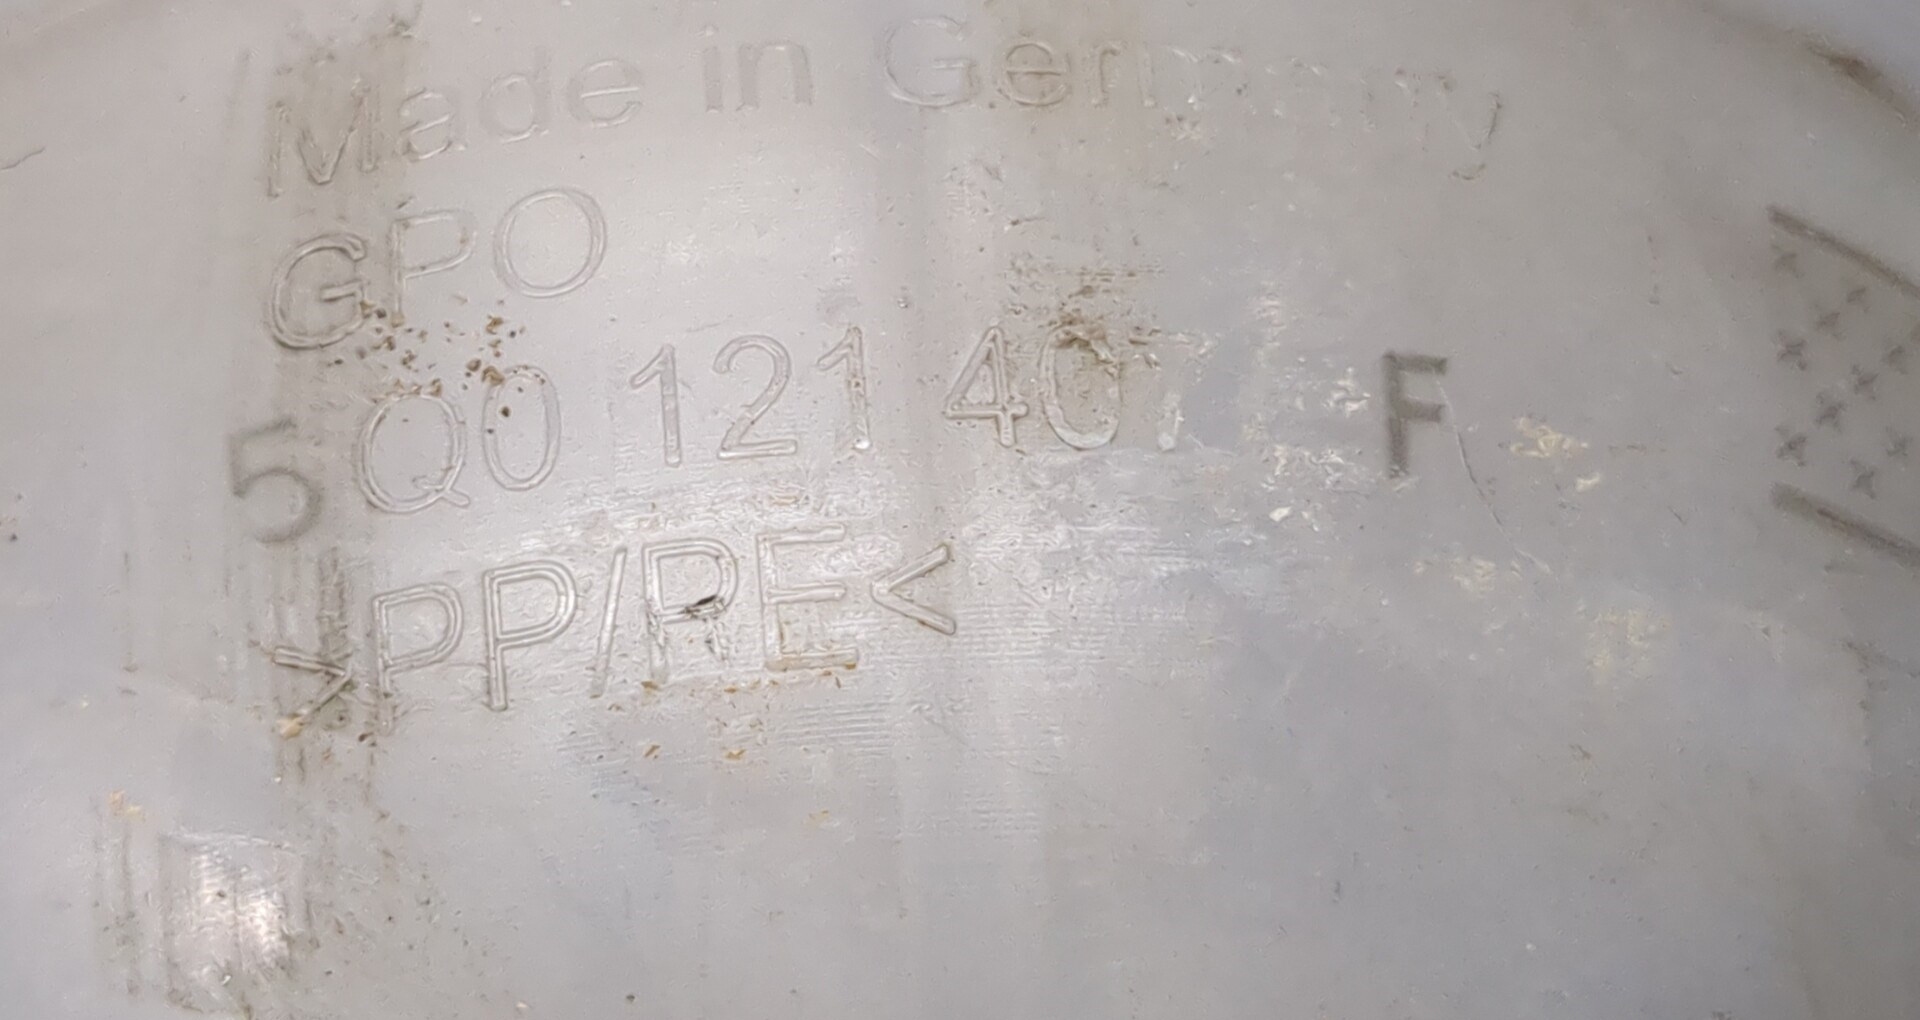 Made in Germany
GPO
5Q0 121 407 F
>PP/PE<